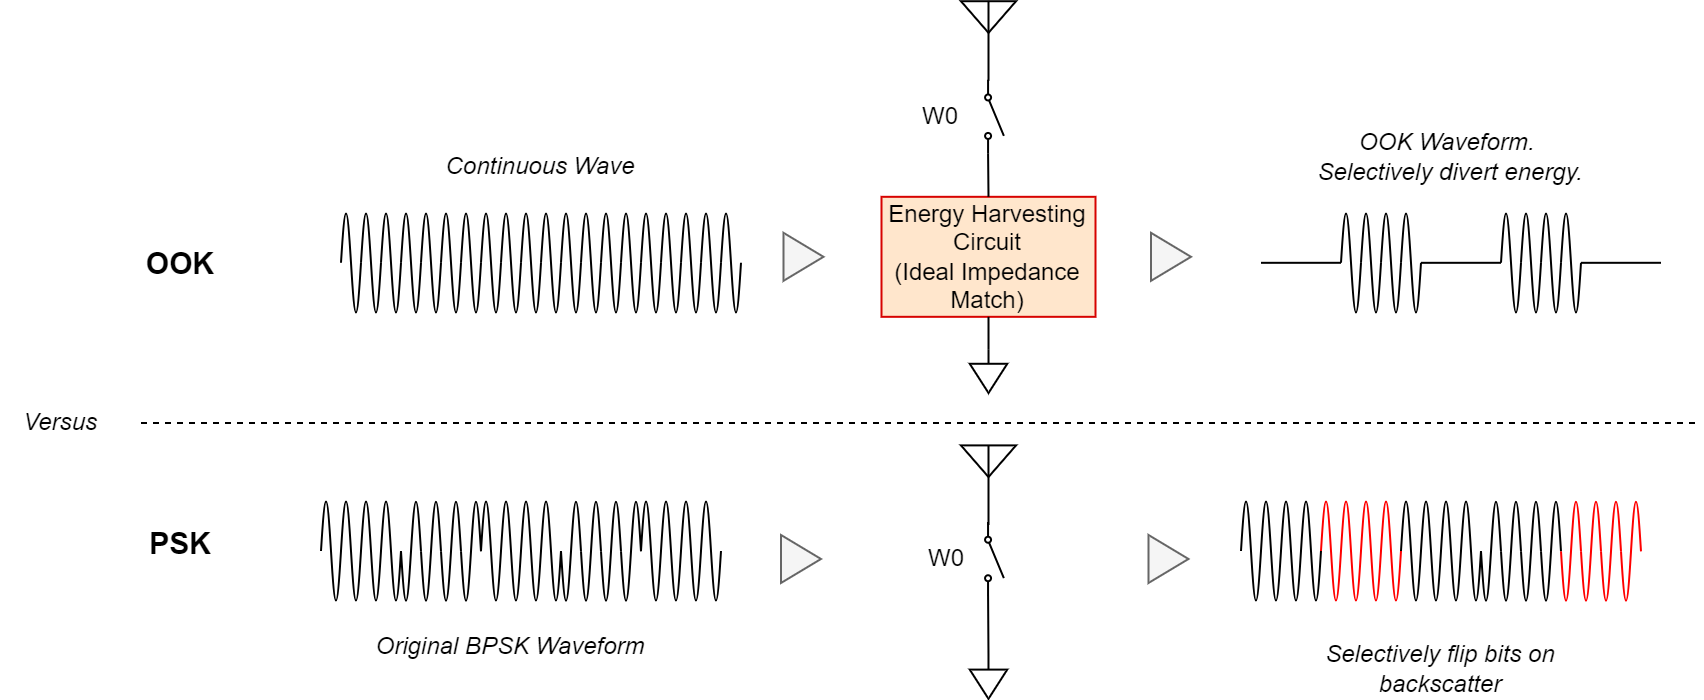 W0
Continuous Wave
OOK Waveform.
Selectively divert energy.
OOK
Energy Harvesting
Circuit
(Ideal Impedance
Match)
Versus
PSK
W0
Original BPSK Waveform
Selectively flip bits on
backscatter